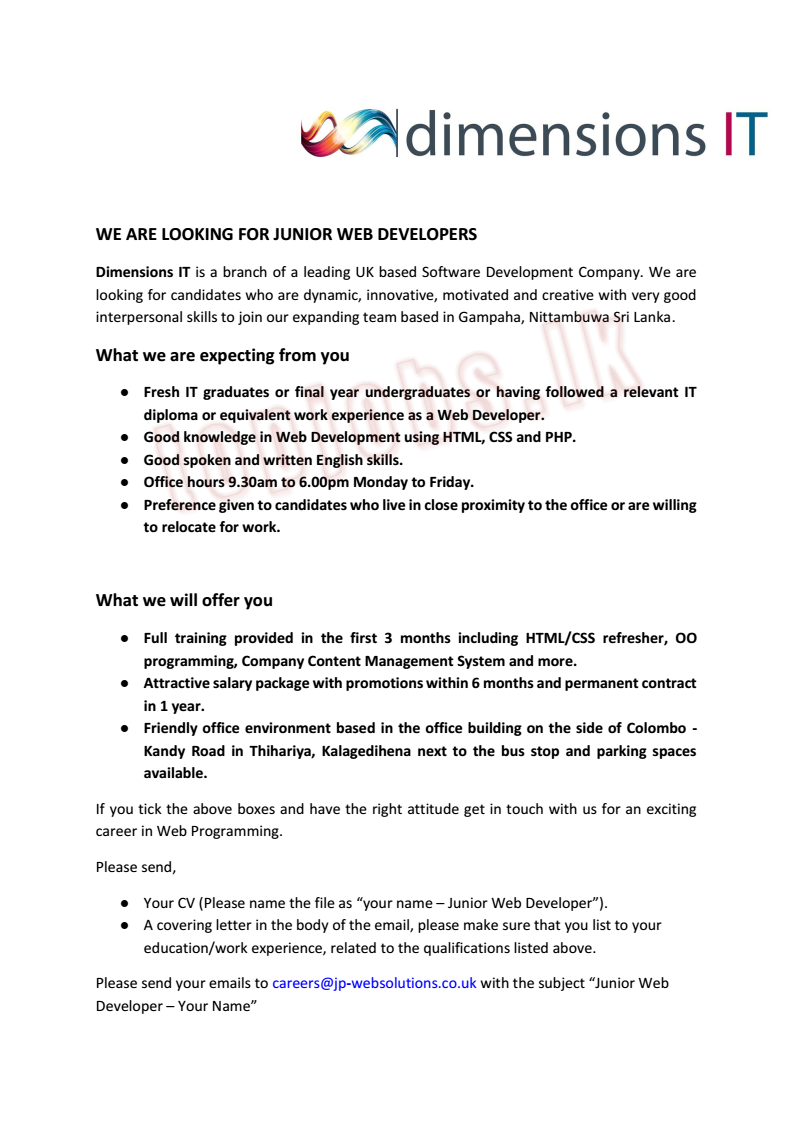 dimensions IT
WE ARE LOOKING FOR JUNIOR WEB DEVELOPERS
Dimensions IT is a branch of a leading UK based Software Development Company. We are
looking for candidates who are dynamic, innovative, motivated and creative with very good
interpersonal skills to join our expanding team based in Gampaha, Nittambuwa Sri Lanka.
What we are expecting from you
● Fresh IT graduates or final year undergraduates or having followed a relevant IT
diploma or equivalent work experience as a Web Developer.
● Good knowledge in Web Development using HTML, CSS and PHP.
● Good spoken and written English skills.
● Office hours 9.30am to 6.00pm Monday to Friday.
● Preference given to candidates who live in close proximity to the office or are willing
to relocate for work.
topjobs.lk
What we will offer you
● Full training provided in the first 3 months including HTML/CSS refresher, OO
programming, Company Content Management System and more.
● Attractive salary package with promotions within 6 months and permanent contract
in 1 year.
● Friendly office environment based in the office building on the side of Colombo -
Kandy Road in Thihariya, Kalagedihena next to the bus stop and parking spaces
available.
If you tick the above boxes and have the right attitude get in touch with us for an exciting
career in Web Programming.
Please send,
● Your CV (Please name the file as “your name – Junior Web Developer”).
● A covering letter in the body of the email, please make sure that you list to your
education/work experience, related to the qualifications listed above.
Please send your emails to careers@jp-websolutions.co.uk with the subject “Junior Web
Developer – Your Name”